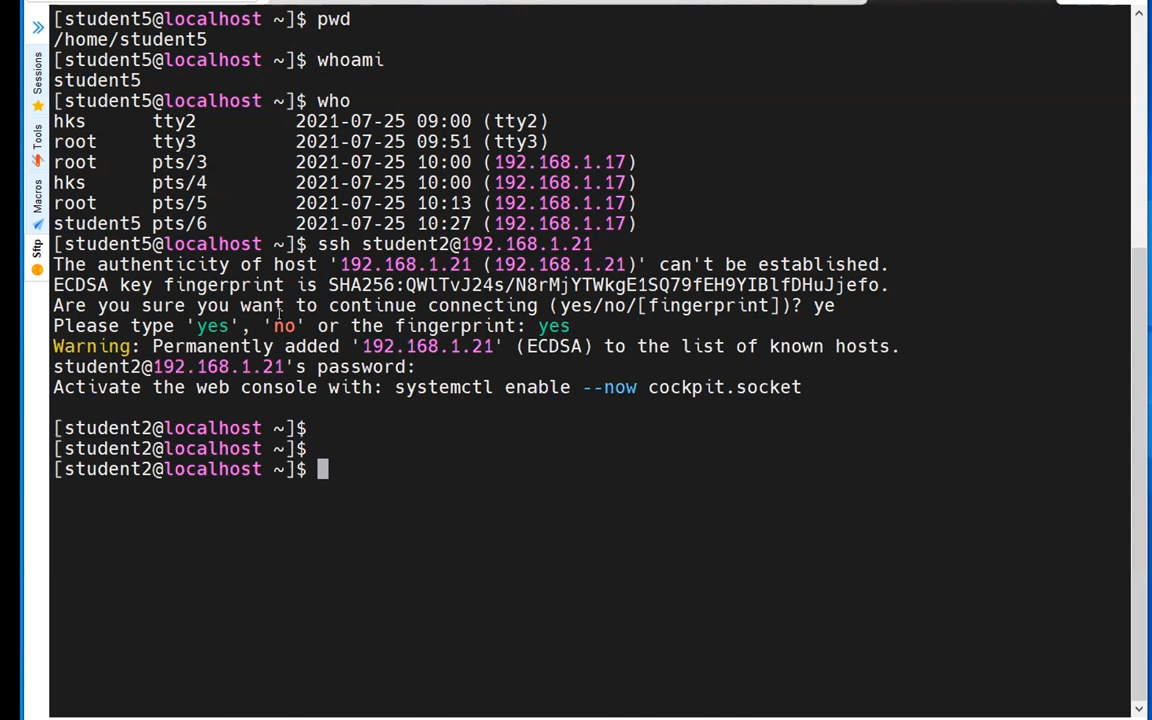 [student5@localhost ~]$ pwd
/home/student5
[student5@localhost ~]$ whoami
student5
[student5@localhost ~]$ who
hks      tty2         2021-07-25 09:00 (tty2)
root     tty3         2021-07-25 09:51 (tty3)
root     pts/3        2021-07-25 10:00 (192.168.1.17)
hks      pts/4        2021-07-25 10:00 (192.168.1.17)
root     pts/5        2021-07-25 10:13 (192.168.1.17)
student5 pts/6        2021-07-25 10:27 (192.168.1.17)
[student5@localhost ~]$ ssh student2@192.168.1.21
The authenticity of host '192.168.1.21 (192.168.1.21)' can't be established.
ECDSA key fingerprint is SHA256:QWlTvJ24s/N8rMjYTWkgE1SQ79fEH9YIBlfDHuJjefo.
Are you sure you want to continue connecting (yes/no/[fingerprint])? ye
Please type 'yes', 'no' or the fingerprint: yes
Warning: Permanently added '192.168.1.21' (ECDSA) to the list of known hosts.
student2@192.168.1.21's password:
Activate the web console with: systemctl enable --now cockpit.socket
[student2@localhost ~]$
[student2@localhost ~]$
[student2@localhost ~]$
Sessions
Tools
Macros
Sftp